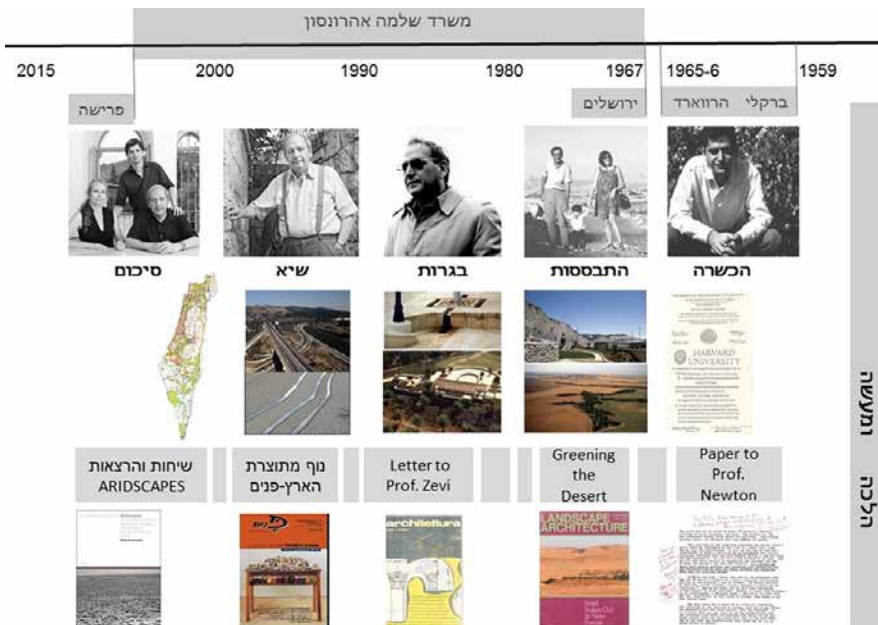 משרד שלמה אהרונסון
1959 1965-6 1967 1980 1990 2000 2015
ברקלי הרווארד ירושלים פרישה
הכשרה התבססות בגרות שיא סיכום
HARVARD
UNIVERSITY
הלכה ומעשה
Paper to
Prof.
Newton
Greening
the
Desert
Letter to
Prof. Zevi
נוף מתוצרת
הארץ-פנים
שיחות והרצאות
ARIDSCAPES
LANDSCAPE
ARCHITECTURE
architettura